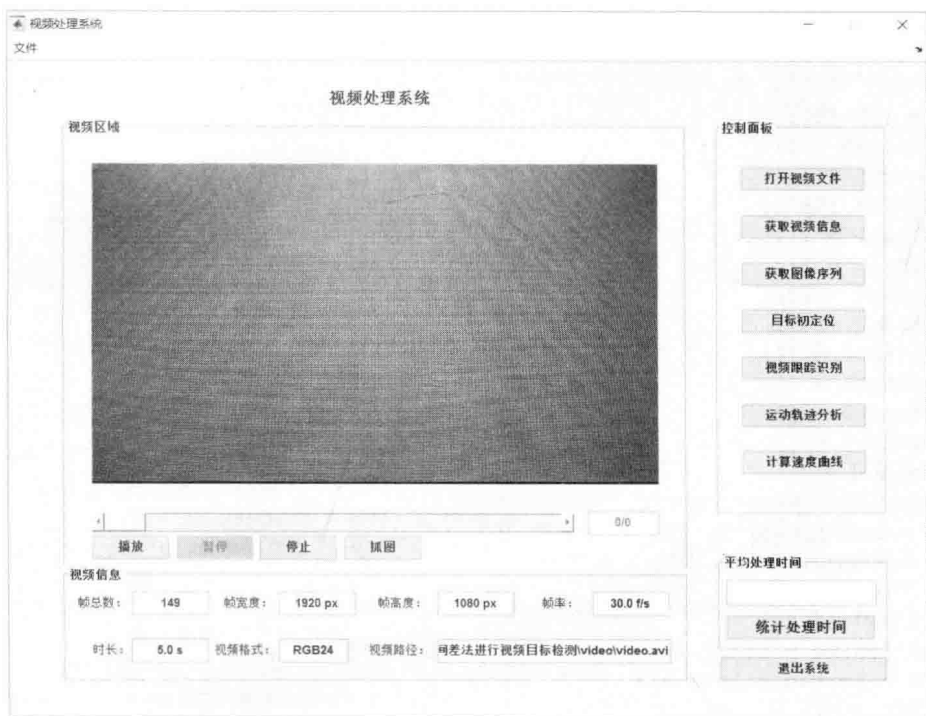 视频处理系统
文件
视频处理系统
视频区域
控制面板
打开视频文件
获取视频信息
获取图像序列
目标初定位
视频跟踪识别
运动轨迹分析
计算速度曲线
0/0
播放 暂停 停止 抓图
视频信息
帧总数： 149 帧宽度： 1920 px 帧高度： 1080 px 帧率： 30.0 f/s
时长： 5.0 s 视频格式： RGB24 视频路径： 差法进行视频目标检测\video\video.avi
平均处理时间
统计处理时间
退出系统